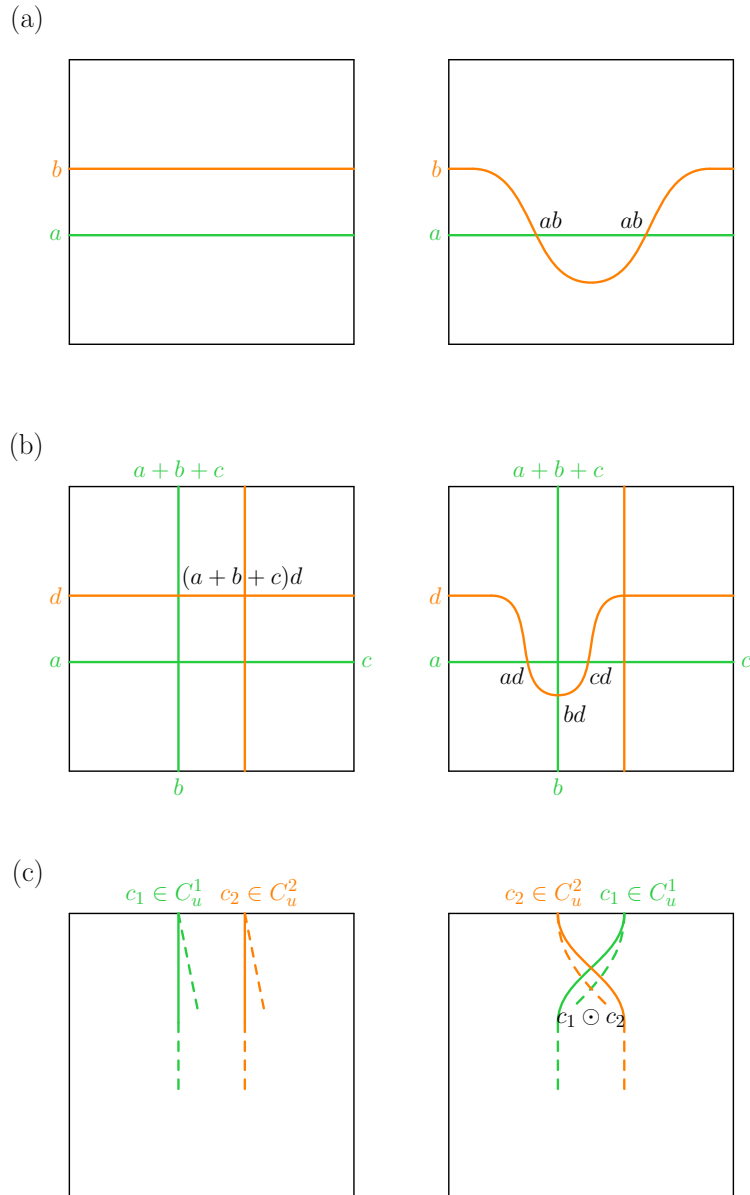 (a)
b
a
b
a
ab
ab
(b)
a + b + c
a + b + c
(a + b + c)d
d
a
c
b
d
a
c
ad
cd
bd
b
(c)
c₁ ∈ C¹ᵤ
c₂ ∈ C²ᵤ
c₂ ∈ C²ᵤ
c₁ ∈ C¹ᵤ
c₁ ⊙ c₂